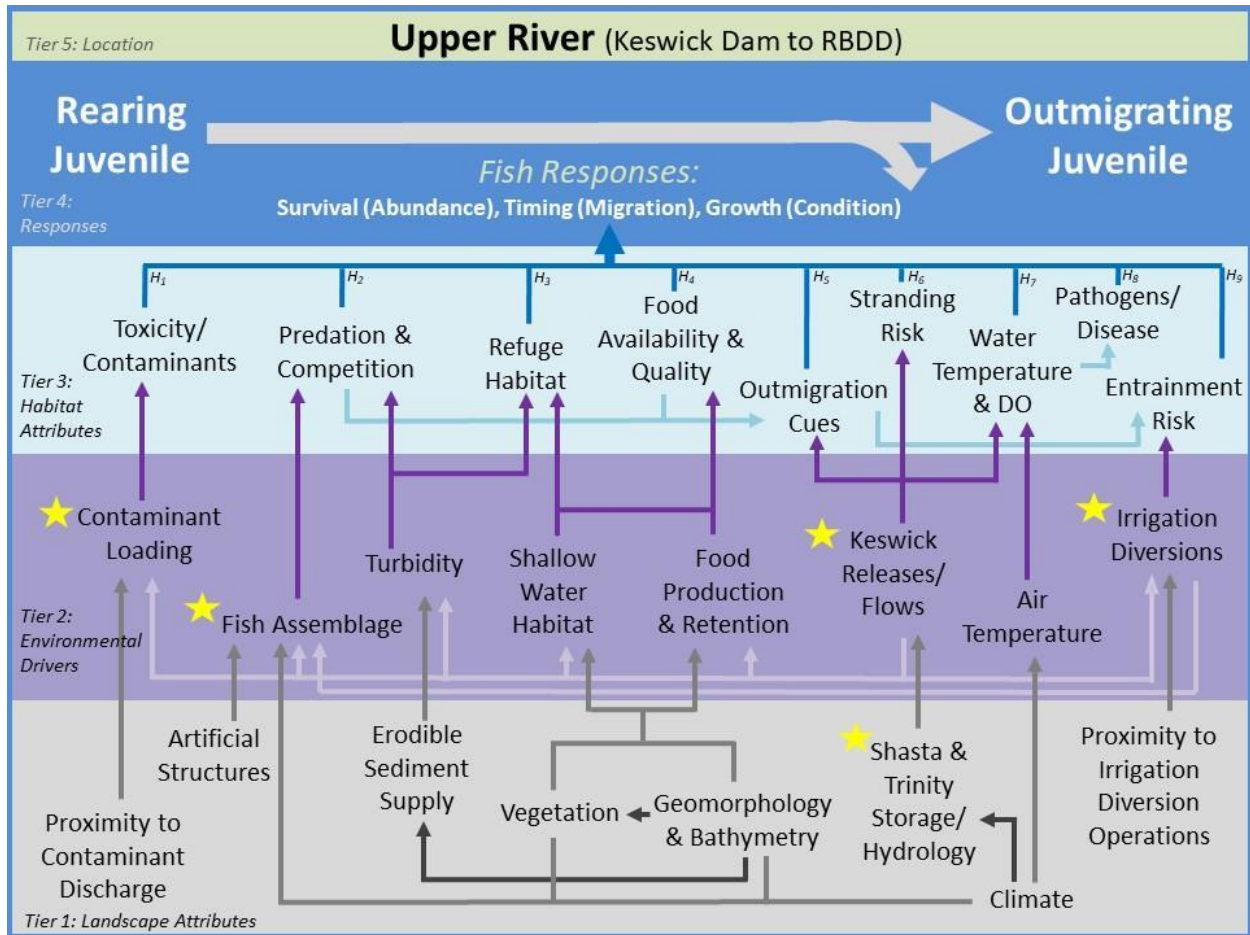 Tier 5: Location
Upper River (Keswick Dam to RBDD)
Rearing
Juvenile
Outmigrating
Juvenile
Fish Responses:
Tier 4:
Responses
Survival (Abundance), Timing (Migration), Growth (Condition)
H1
H2
H3
H4
H5
H6
H7
H8
H9
Toxicity/
Contaminants
Predation &
Competition
Refuge
Habitat
Food
Availability &
Quality
Outmigration
Cues
Stranding
Risk
Water
Temperature
& DO
Pathogens/
Disease
Entrainment
Risk
Tier 3:
Habitat
Attributes
Contaminant
Loading
Fish Assemblage
Turbidity
Shallow
Water
Habitat
Food
Production
& Retention
Keswick
Releases/
Flows
Air
Temperature
Irrigation
Diversions
Tier 2:
Environmental
Drivers
Artificial
Structures
Erodible
Sediment
Supply
Vegetation
Geomorphology
& Bathymetry
Shasta &
Trinity
Storage/
Hydrology
Proximity to
Irrigation
Diversion
Operations
Proximity to
Contaminant
Discharge
Climate
Tier 1: Landscape Attributes